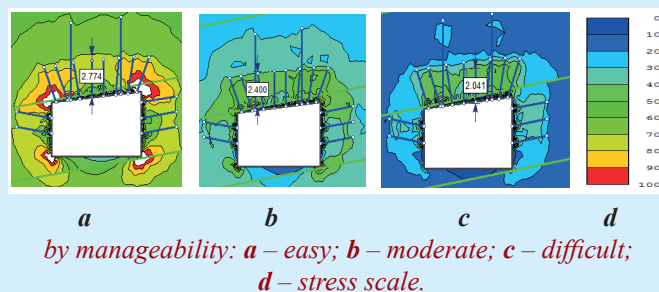 2.774
2.400
2.041
0
10
20
30
40
50
60
70
80
90
100
a
b
c
d
by manageability: a – easy; b – moderate; c – difficult;
d – stress scale.